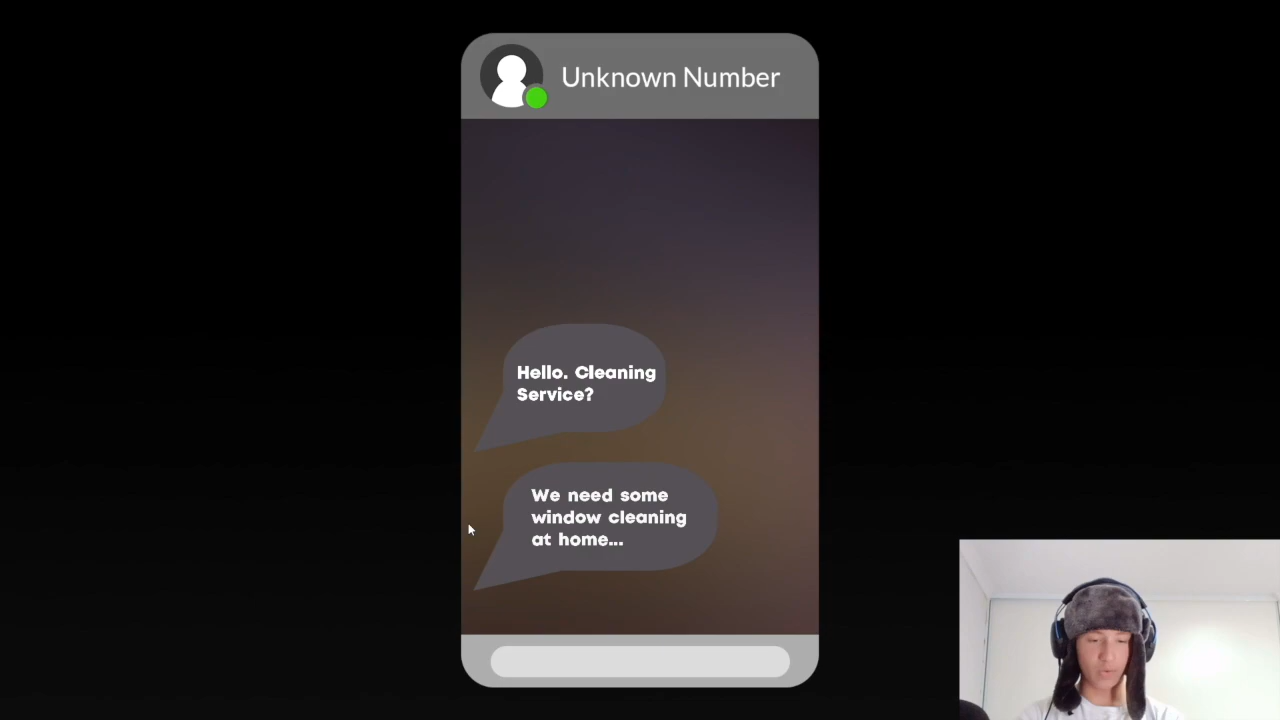 Unknown Number
Hello. Cleaning
Service?
We need some
window cleaning
at home...